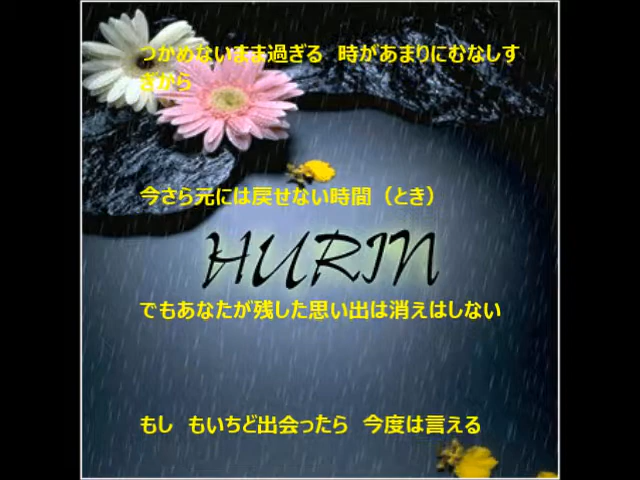 つかめないまま過ぎる　時があまりにむなしす
ぎから
今さら元には戻せない時間（とき）
HURIN
でもあなたが残した思い出は消えはしない
もし　もいちど出会ったら　今度は言える